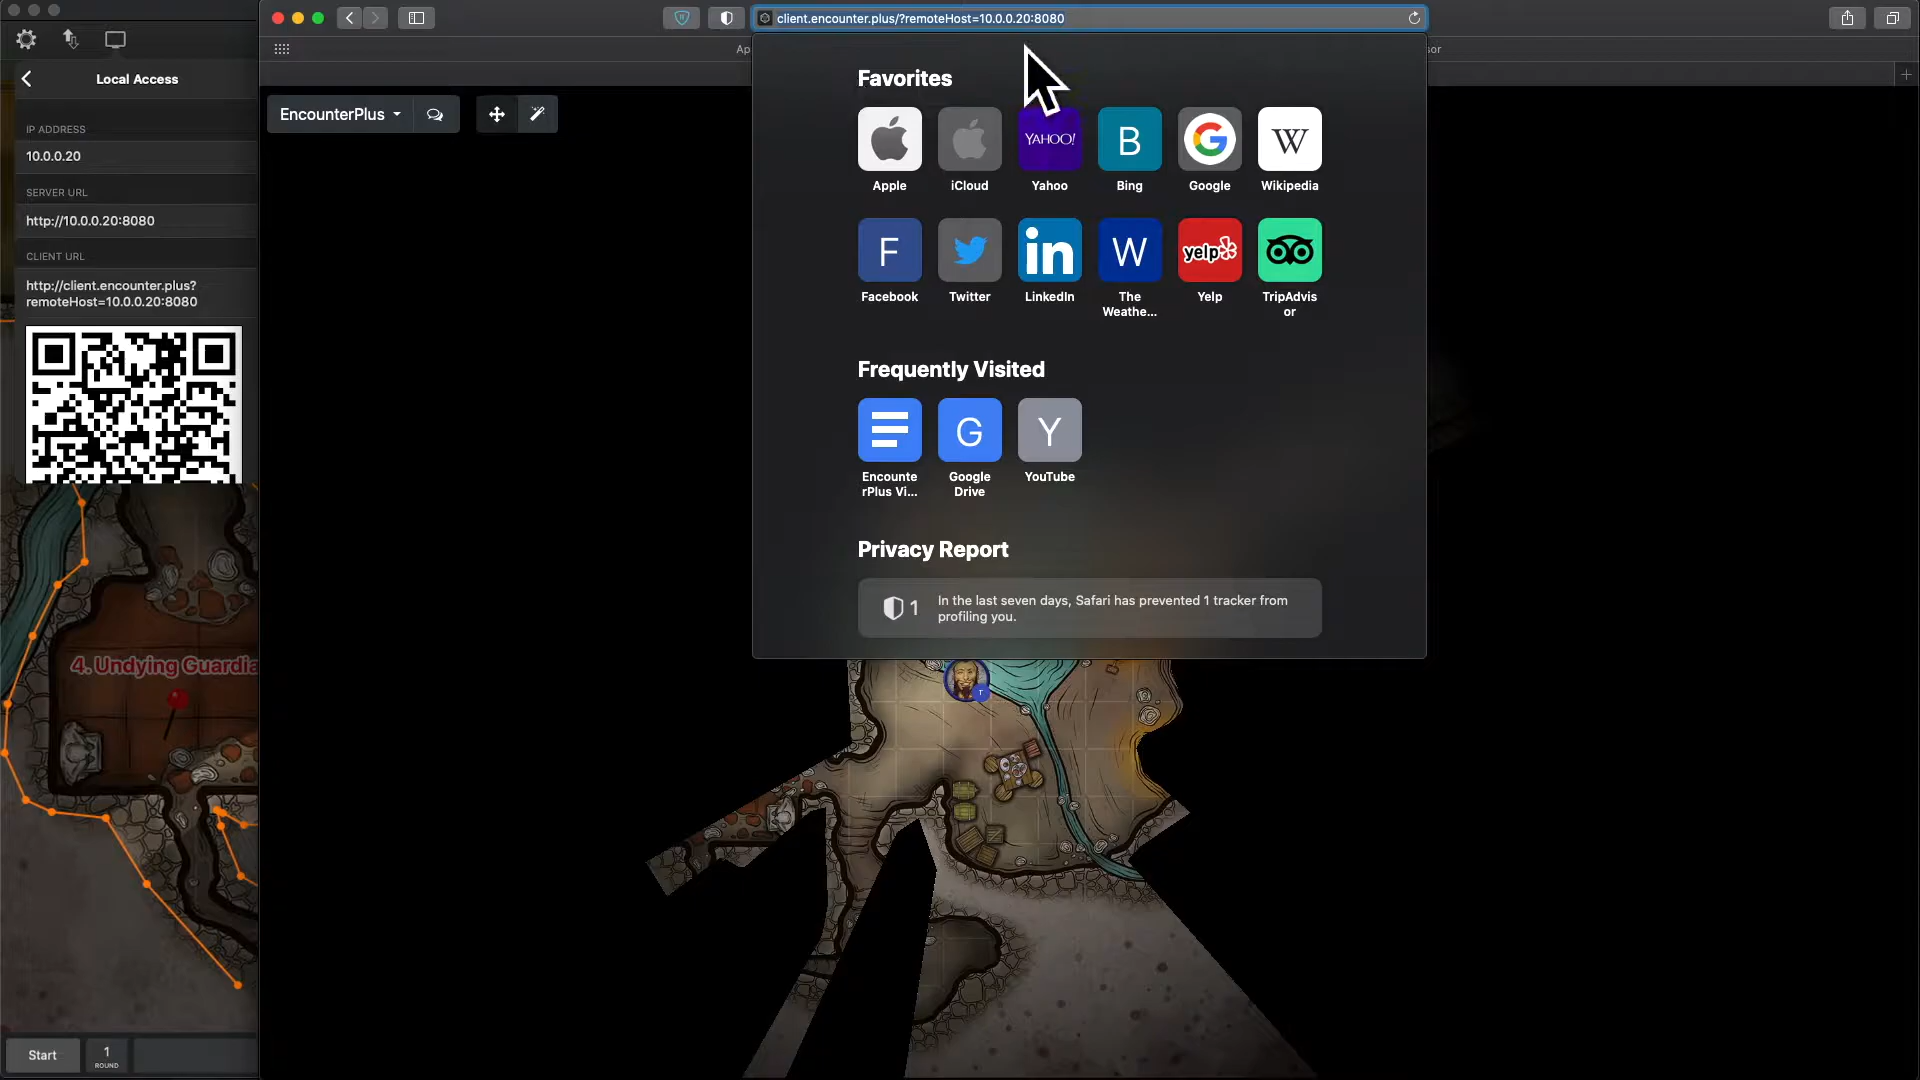 client.encounter.plus/?remoteHost=10.0.0.20:8080
Ap
sor
Local Access
IP ADDRESS
10.0.0.20
SERVER URL
http://10.0.0.20:8080
CLIENT URL
http://client.encounter.plus?
remoteHost=10.0.0.20:8080
4. Undying Guardia
Start
1
ROUND
EncounterPlus
Favorites
YAHOO!
B
G
W
Apple
iCloud
Yahoo
Bing
Google
Wikipedia
F
in
W
yelp
Facebook
Twitter
LinkedIn
The
Weathe...
Yelp
TripAdvis
or
Frequently Visited
G
Y
Encounte
rPlus Vi...
Google
Drive
YouTube
Privacy Report
1
In the last seven days, Safari has prevented 1 tracker from
profiling you.
T